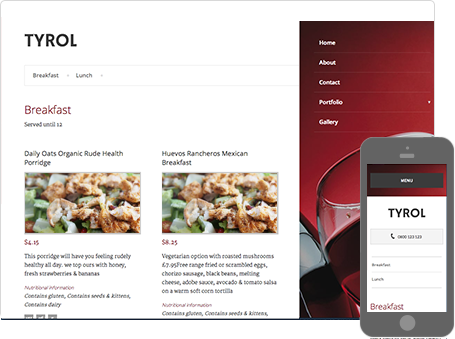 TYROL
Home
About
Contact
Portfolio
Gallery
Breakfast
Lunch
Breakfast
Served until 12
Daily Oats Organic Rude Health
Porridge
$4.15
This porridge will have you feeling rudely
healthy all day. we top ours with honey,
fresh strawberries & bananas
Nutritional Information
Contains gluten, Contains seeds & kittens,
Contains dairy
Huevos Rancheros Mexican
Breakfast
$8.25
Vegetarian option with roasted mushrooms
£7.95Free range fried or scrambled eggs,
chorizo sausage, black beans, melting
cheese, adobe sauce, avocado & tomato salsa
on a warm soft corn tortilla
Nutritional Information
Contains gluten, Contains seeds & kittens,
MENU
TYROL
0800 123 123
Breakfast
Lunch
Breakfast